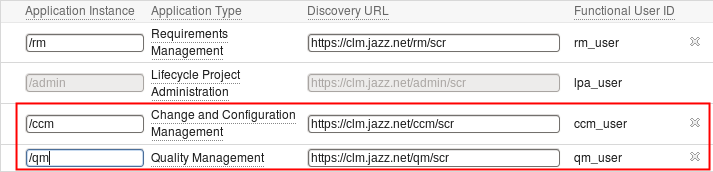 Application Instance Application Type Discovery URL Functional User ID
/rm Requirements Management https://clm.jazz.net/rm/scr rm_user
/admin Lifecycle Project Administration https://clm.jazz.net/admin/scr lpa_user
/ccm Change and Configuration Management https://clm.jazz.net/ccm/scr ccm_user
/qm Quality Management https://clm.jazz.net/qm/scr qm_user